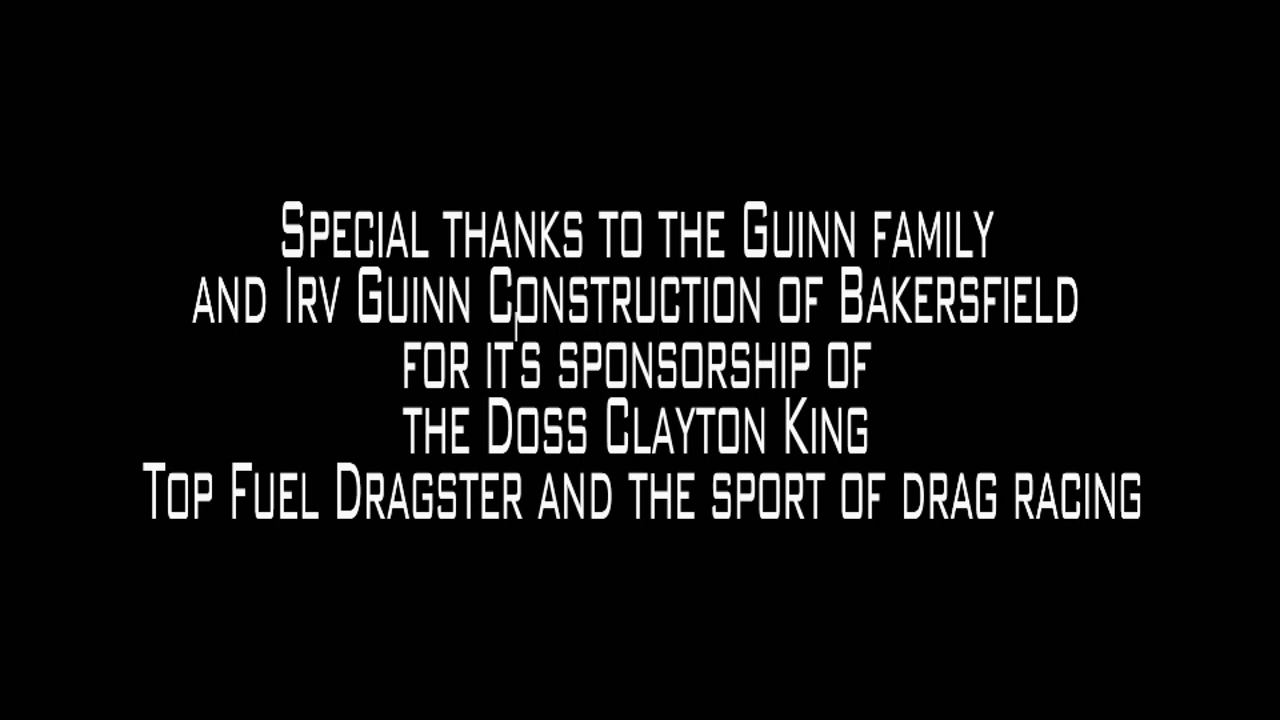 Special thanks to the Guinn family
and Irv Guinn Construction of Bakersfield
for it's sponsorship of
the Doss Clayton King
Top Fuel Dragster and the sport of drag racing